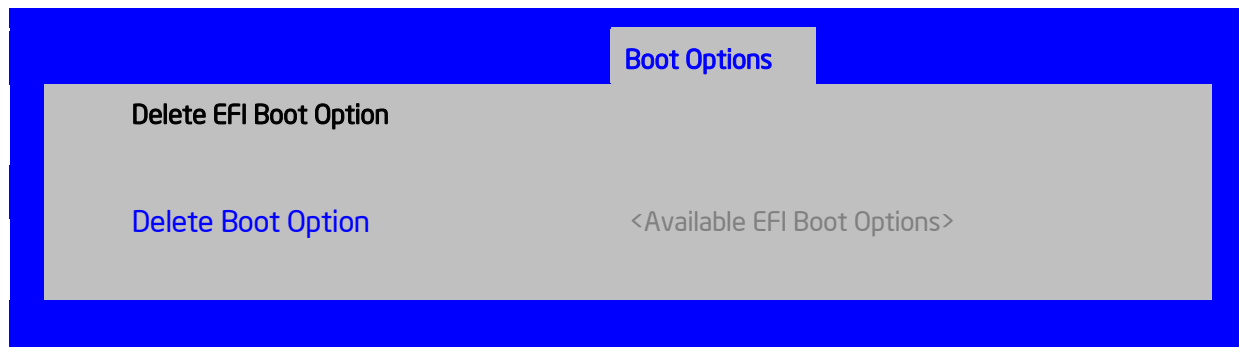 Boot Options
Delete EFI Boot Option
Delete Boot Option <Available EFI Boot Options>